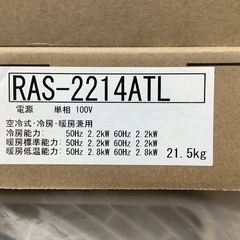 RAS-2214ATL
電源 単相 100V
空冷式・冷房・暖房兼用
冷房能力: 50Hz 2.2kW 60Hz 2.2kW
暖房標準能力: 50Hz 2.2kW 60Hz 2.2kW
暖房低温能力: 50Hz 2.8kW 60Hz 2.8kW 21.5kg